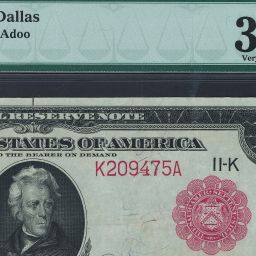 Dallas
Adoo
3
Very
L RESERVE NOTE
STATES OF AMERICA
TO THE BEARER ON DEMAND
K209475A
11-K